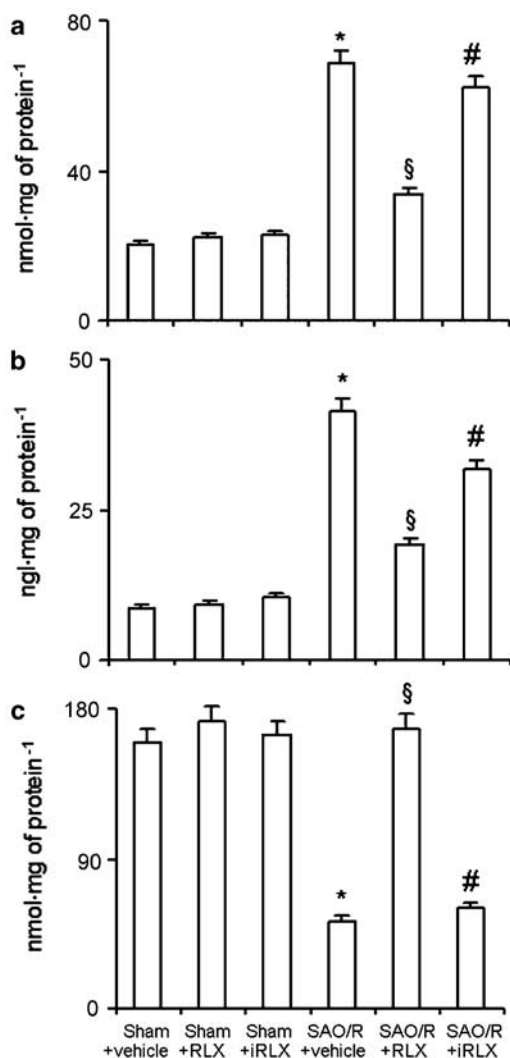 a
80
*
#
§
40
0
nmol·mg of protein⁻¹
b
50
*
#
§
25
0
ngl·mg of protein⁻¹
c
180
§
90
*
#
0
nmol·mg of protein⁻¹
Sham +vehicle
Sham +RLX
Sham +iRLX
SAO/R +vehicle
SAO/R +RLX
SAO/R +iRLX